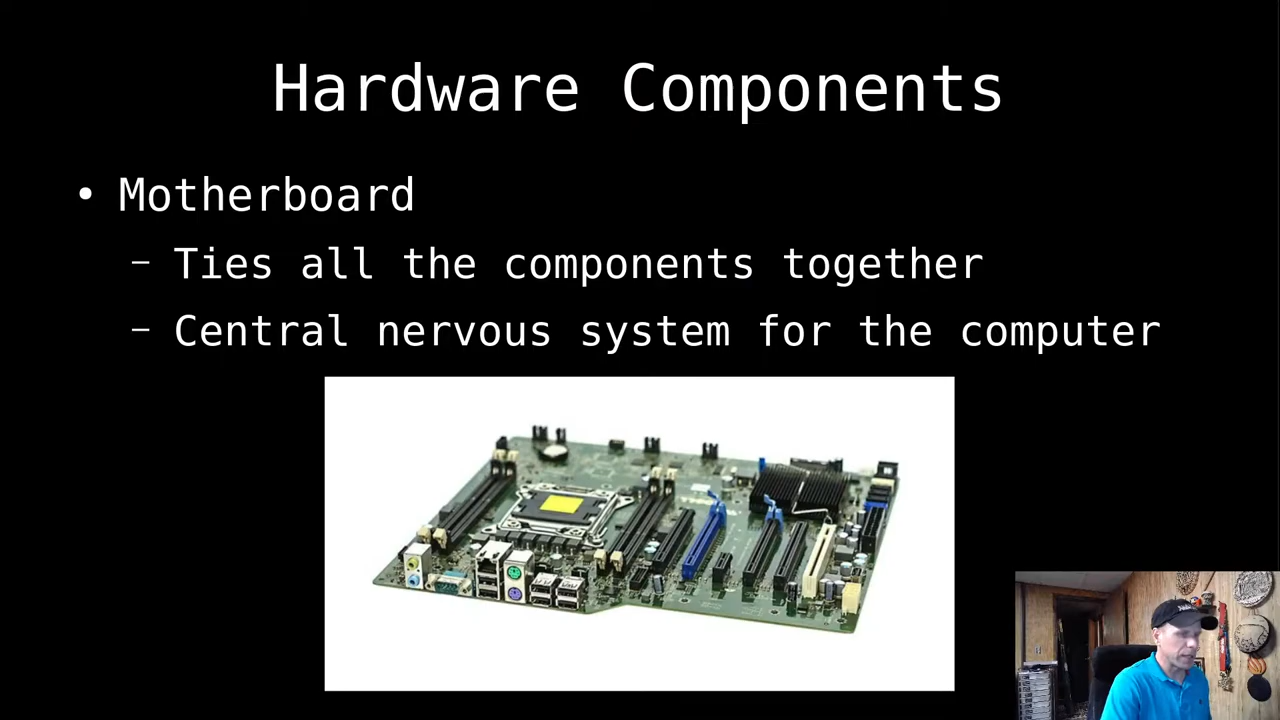 Hardware Components
• Motherboard
– Ties all the components together
– Central nervous system for the computer